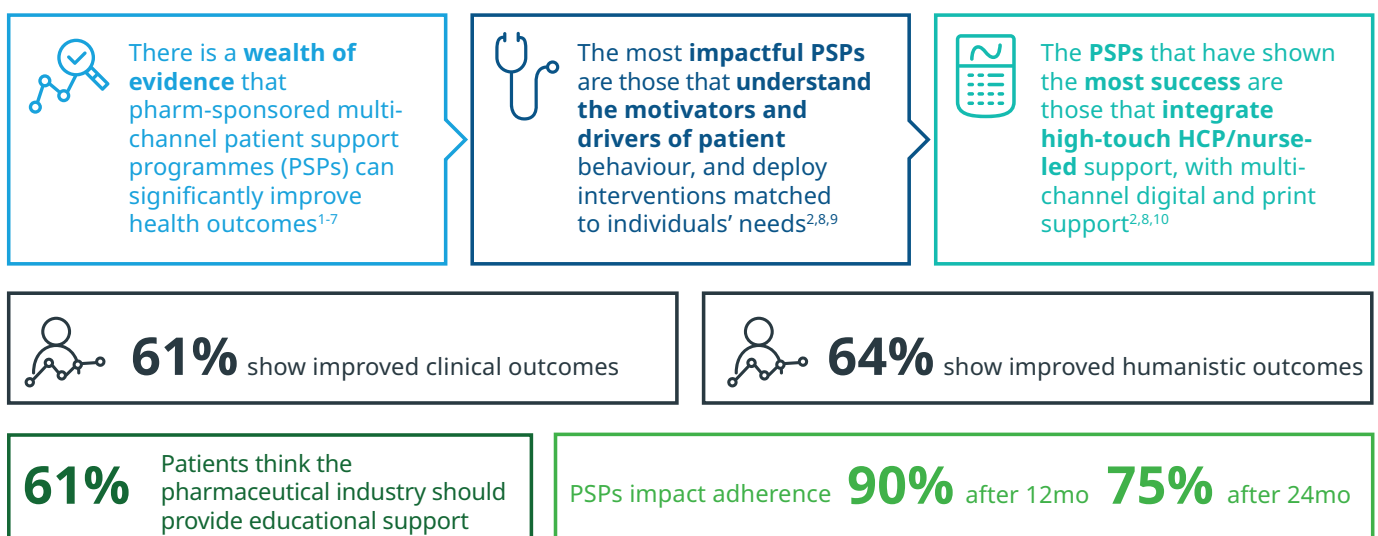 There is a wealth of
evidence that
pharm-sponsored multi-
channel patient support
programmes (PSPs) can
significantly improve
health outcomes1-7
The most impactful PSPs
are those that understand
the motivators and
drivers of patient
behaviour, and deploy
interventions matched
to individuals’ needs2,8,9
The PSPs that have shown
the most success are
those that integrate
high-touch HCP/nurse-
led support, with multi-
channel digital and print
support2,8,10
61% show improved clinical outcomes
64% show improved humanistic outcomes
61%
Patients think the
pharmaceutical industry should
provide educational support
PSPs impact adherence 90% after 12mo 75% after 24mo